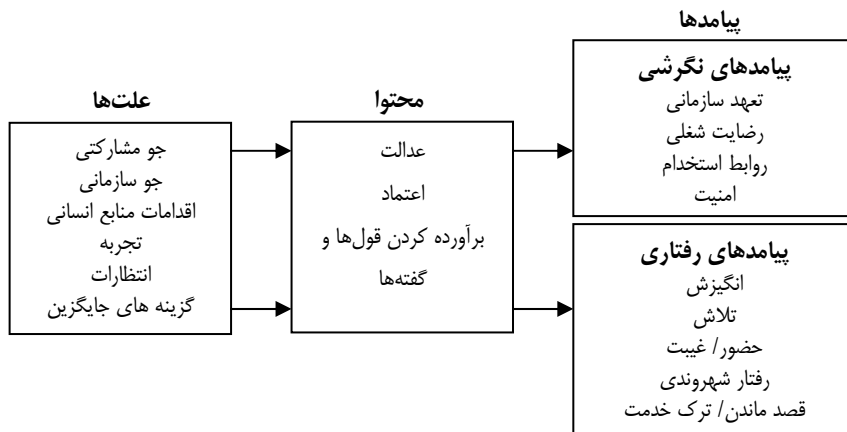 پیامدها
پیامدهای نگرشی
تعهد سازمانی
رضایت شغلی
روابط استخدام
امنیت
علت‌ها
جو مشارکتی
جو سازمانی
اقدامات منابع انسانی
تجربه
انتظارات
گزینه های جایگزین
محتوا
عدالت
اعتماد
برآورده کردن قول‌ها و
گفته‌ها
پیامدهای رفتاری
انگیزش
تلاش
حضور/ غیبت
رفتار شهروندی
قصد ماندن/ ترک خدمت